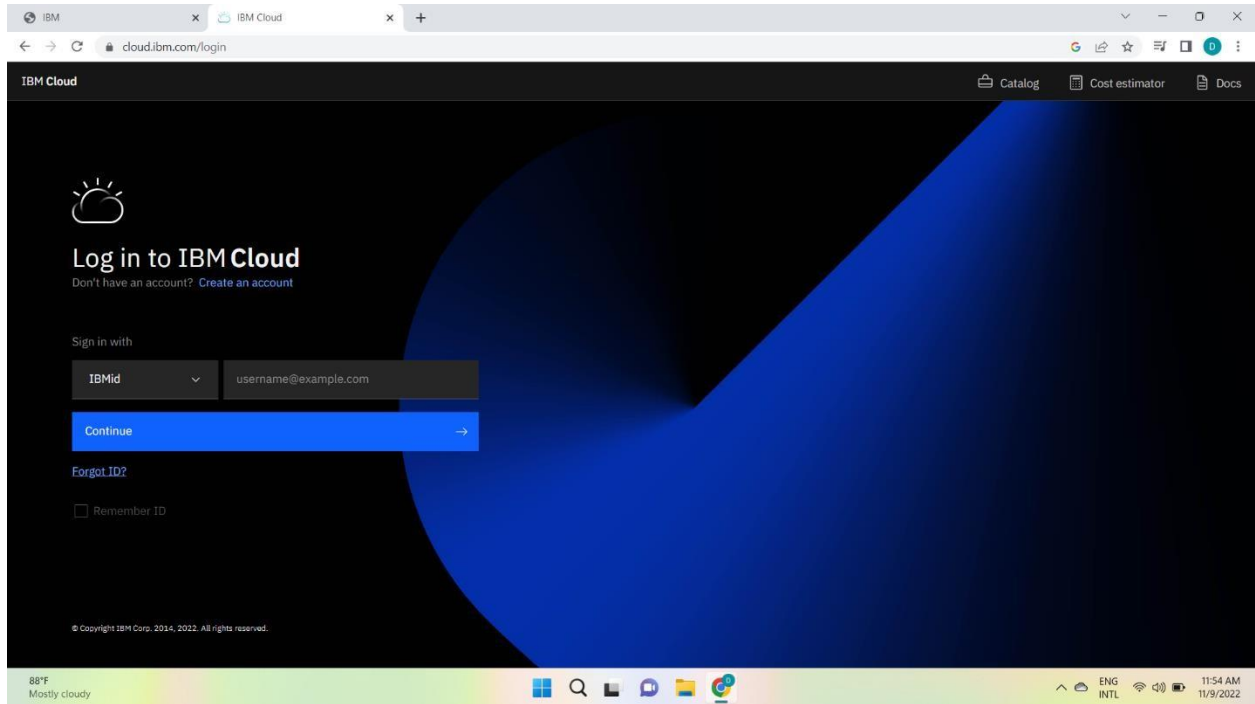 IBM
IBM Cloud
cloud.ibm.com/login
G
D
IBM Cloud
Catalog
Cost estimator
Docs
Log in to IBM Cloud
Don't have an account? Create an account
Sign in with
IBMid
username@example.com
Continue
Forgot ID?
Remember ID
© Copyright IBM Corp. 2014, 2022. All rights reserved.
88°F
Mostly cloudy
ENG
INTL
11:54 AM
11/9/2022